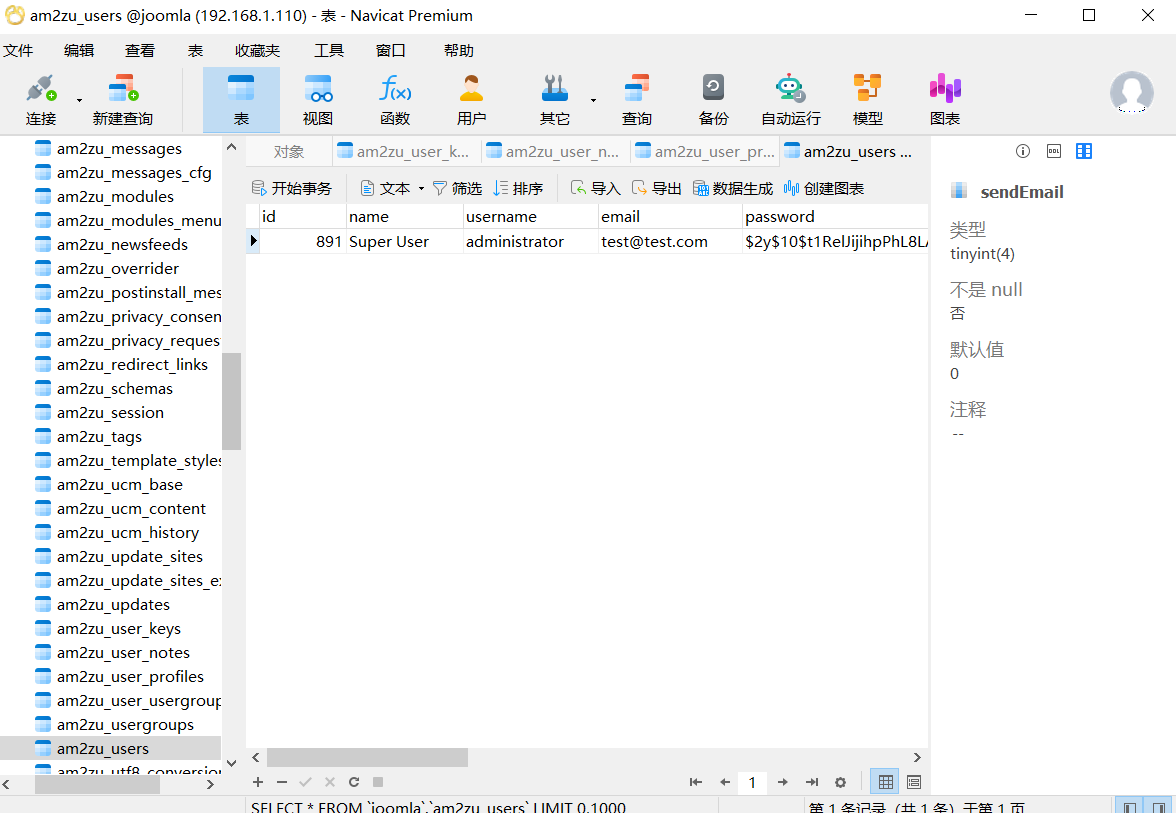 am2zu_users @joomla (192.168.1.110) - 表 - Navicat Premium
文件 编辑 查看 表 收藏夹 工具 窗口 帮助
连接 新建查询 表 视图 函数 用户 其它 查询 备份 自动运行 模型 图表
f(x)
am2zu_messages
am2zu_messages_cfg
am2zu_modules
am2zu_modules_menu
am2zu_newsfeeds
am2zu_overrider
am2zu_postinstall_mes
am2zu_privacy_consen
am2zu_privacy_reques
am2zu_redirect_links
am2zu_schemas
am2zu_session
am2zu_tags
am2zu_template_styles
am2zu_ucm_base
am2zu_ucm_content
am2zu_ucm_history
am2zu_update_sites
am2zu_update_sites_ex
am2zu_updates
am2zu_user_keys
am2zu_user_notes
am2zu_user_profiles
am2zu_user_usergroup
am2zu_usergroups
am2zu_users
am2zu_utf8_conversion
对象 am2zu_user_k... am2zu_user_n... am2zu_user_pr... am2zu_users ...
开始事务 文本 筛选 排序 导入 导出 数据生成 创建图表
id name username email password
891 Super User administrator test@test.com $2y$10$t1RelJijihpPhL8LA
1
SELECT * FROM `joomla`.`am2zu_users` LIMIT 0,1000
第 1 条记录（共 1 条）于第 1 页
DDL
sendEmail
类型
tinyint(4)
不是 null
否
默认值
0
注释
--